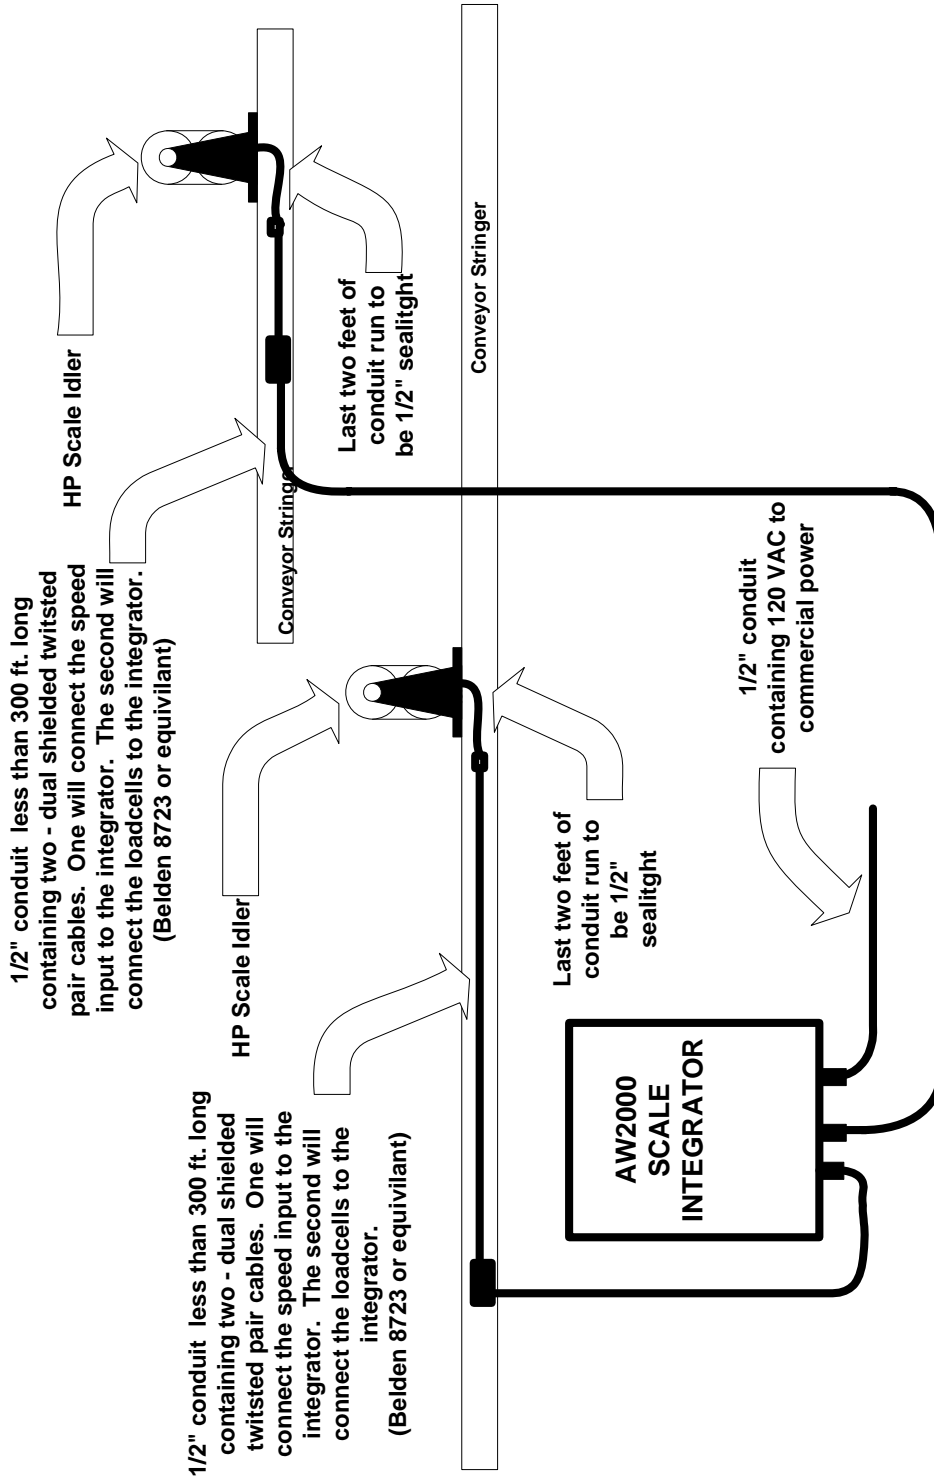 1/2" conduit less than 300 ft. long
containing two - dual shielded twitsted
pair cables. One will connect the speed
input to the integrator. The second will
connect the loadcells to the integrator.
(Belden 8723 or equivilant)
HP Scale Idler
Conveyor Stringer
Last two feet of
conduit run to
be 1/2" sealitght
1/2" conduit less than 300 ft. long
containing two - dual shielded
twitsted pair cables. One will
connect the speed input to the
integrator. The second will
connect the loadcells to the
integrator.
(Belden 8723 or equivilant)
HP Scale Idler
Conveyor Stringer
Last two feet of
conduit run to
be 1/2"
sealitght
AW2000
SCALE
INTEGRATOR
1/2" conduit
containing 120 VAC to
commercial power